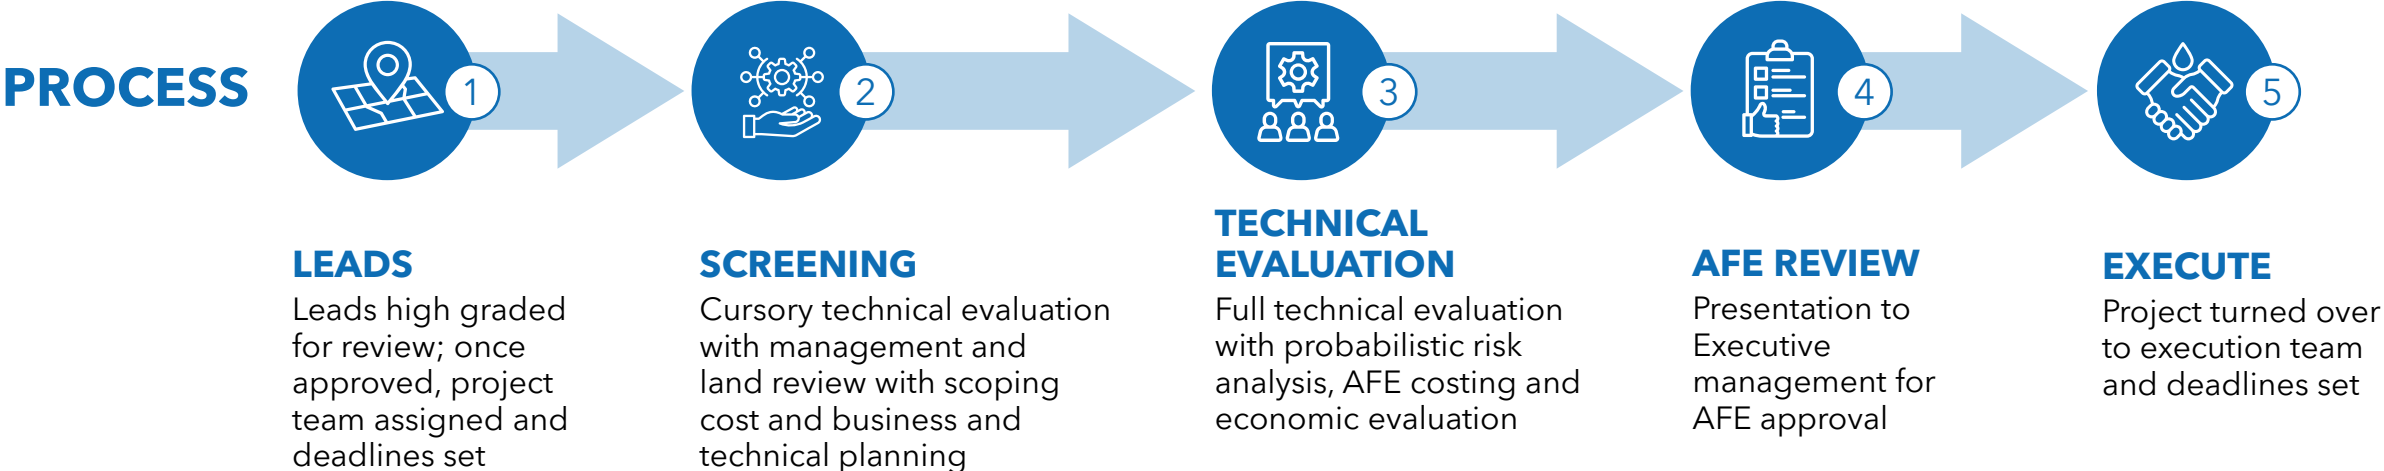 PROCESS
1
2
3
4
5
LEADS
Leads high graded
for review; once
approved, project
team assigned and
deadlines set
SCREENING
Cursory technical evaluation
with management and
land review with scoping
cost and business and
technical planning
TECHNICAL
EVALUATION
Full technical evaluation
with probabilistic risk
analysis, AFE costing and
economic evaluation
AFE REVIEW
Presentation to
Executive
management for
AFE approval
EXECUTE
Project turned over
to execution team
and deadlines set